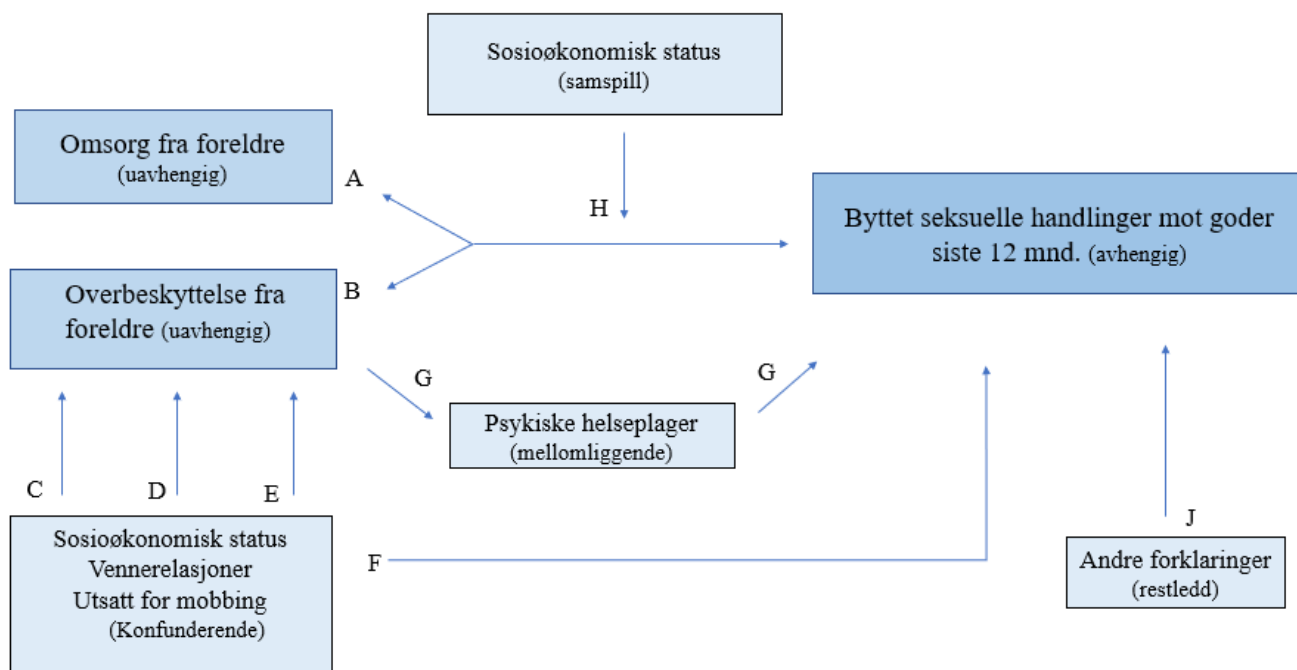 Sosioøkonomisk status
(samspill)
Omsorg fra foreldre
(uavhengig)
A
H
Byttet seksuelle handlinger mot goder
siste 12 mnd. (avhengig)
B
Overbeskyttelse fra
foreldre (uavhengig)
G
G
Psykiske helseplager
(mellomliggende)
C
D
E
Sosioøkonomisk status
Vennerelasjoner
Utsatt for mobbing
(Konfunderende)
F
J
Andre forklaringer
(restledd)